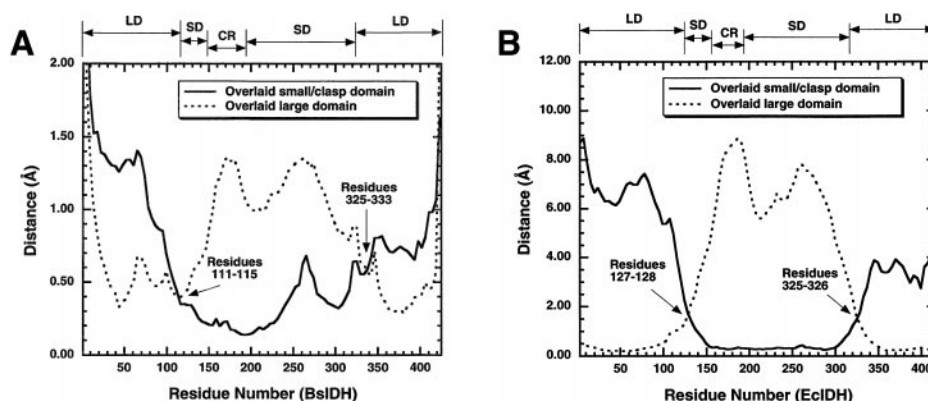 A
LD
SD
CR
SD
LD
2.00
1.50
1.00
0.50
0.00
Distance (Å)
Overlaid small/clasp domain
Overlaid large domain
Residues
325-333
Residues
111-115
50 100 150 200 250 300 350 400
Residue Number (BsIDH)
B
LD
SD
CR
SD
LD
12.00
10.00
8.00
6.00
4.00
2.00
0.00
Distance (Å)
Overlaid small/clasp domain
Overlaid large domain
Residues
127-128
Residues
325-326
50 100 150 200 250 300 350 400
Residue Number (EcIDH)